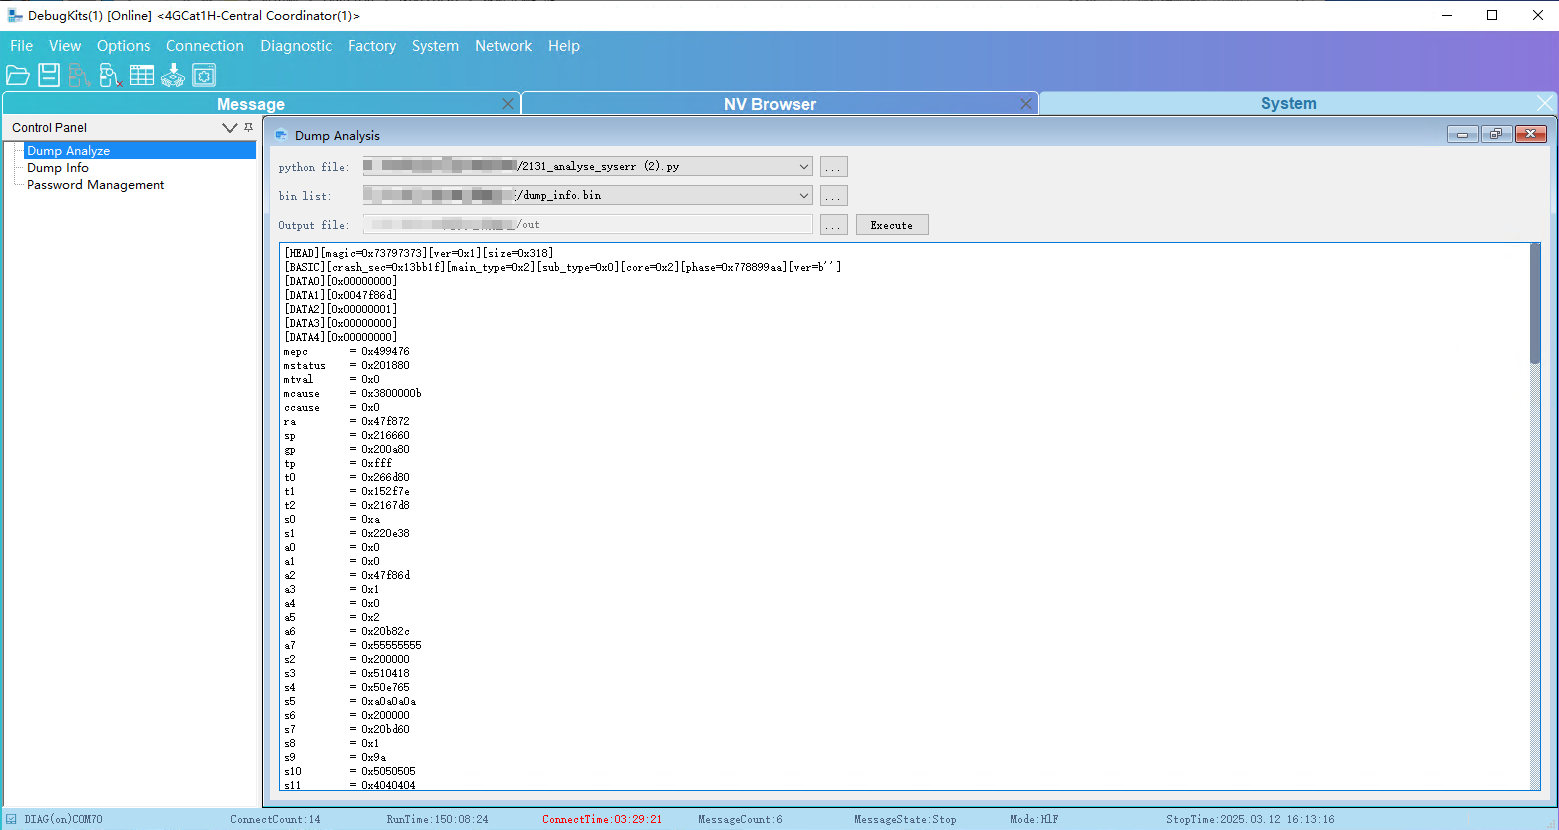 DebugKits(1) [Online] <4GCat1H-Central Coordinator(1)>
File View Options Connection Diagnostic Factory System Network Help
Message NV Browser System
Control Panel
Dump Analyze
Dump Info
Password Management
Dump Analysis
python file: /2131_analyse_syserr (2).py ...
bin list: /dump_info.bin ...
Output file: /out ... Execute
[HEAD][magic=0x73797373][ver=0x1][size=0x318]
[BASIC][crash_sec=0x13bb1f][main_type=0x2][sub_type=0x0][core=0x2][phase=0x778899aa][ver=b'']
[DATA0][0x00000000]
[DATA1][0x0047f86d]
[DATA2][0x00000001]
[DATA3][0x00000000]
[DATA4][0x00000000]
mepc = 0x499476
mstatus = 0x201880
mtval = 0x0
mcause = 0x3800000b
ccause = 0x0
ra = 0x47f872
sp = 0x216660
gp = 0x200a80
tp = 0xfff
t0 = 0x266d80
t1 = 0x152f7e
t2 = 0x2167d8
s0 = 0xa
s1 = 0x220e38
a0 = 0x0
a1 = 0x0
a2 = 0x47f86d
a3 = 0x1
a4 = 0x0
a5 = 0x2
a6 = 0x20b82c
a7 = 0x55555555
s2 = 0x200000
s3 = 0x510418
s4 = 0x50e765
s5 = 0xa0a0a0a
s6 = 0x200000
s7 = 0x20bd60
s8 = 0x1
s9 = 0x9a
s10 = 0x5050505
s11 = 0x4040404
DIAG(on)COM70 ConnectCount:14 RunTime:150:08:24 ConnectTime:03:29:21 MessageCount:6 MessageState:Stop Mode:HLF StopTime:2025.03.12 16:13:16